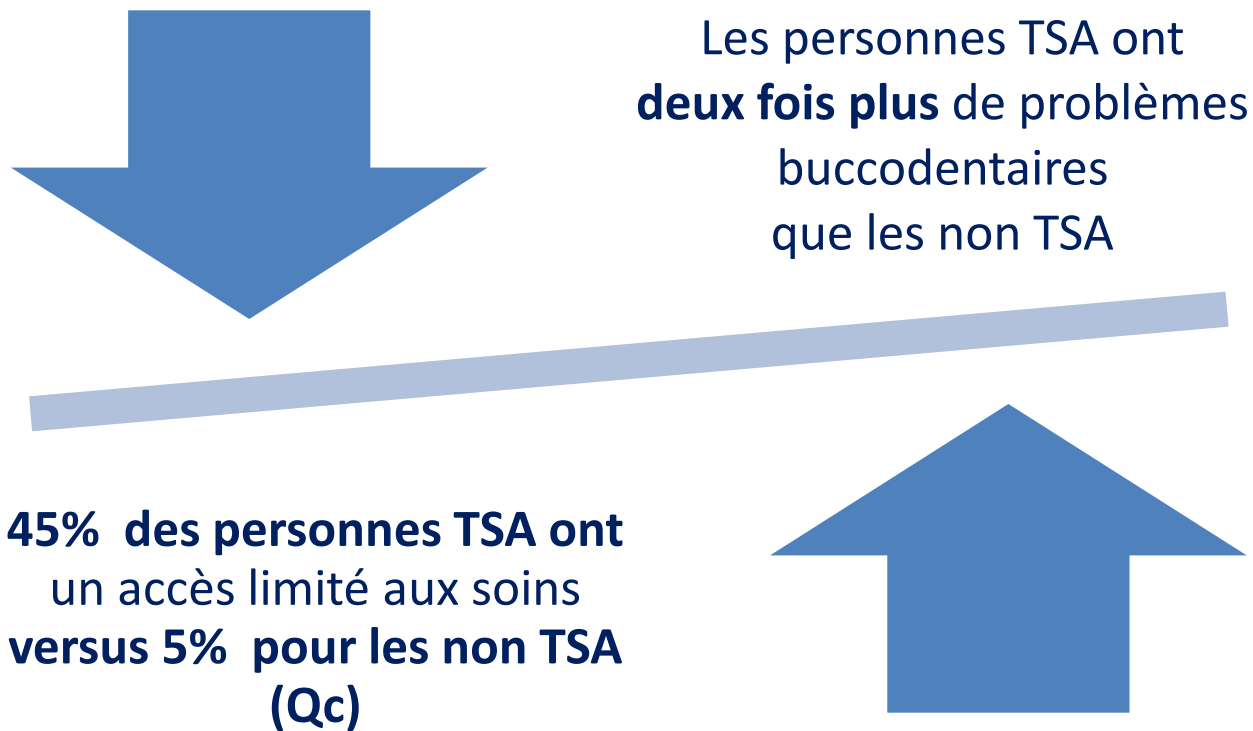 Les personnes TSA ont
deux fois plus de problèmes
buccodentaires
que les non TSA
45% des personnes TSA ont
un accès limité aux soins
versus 5% pour les non TSA
(Qc)